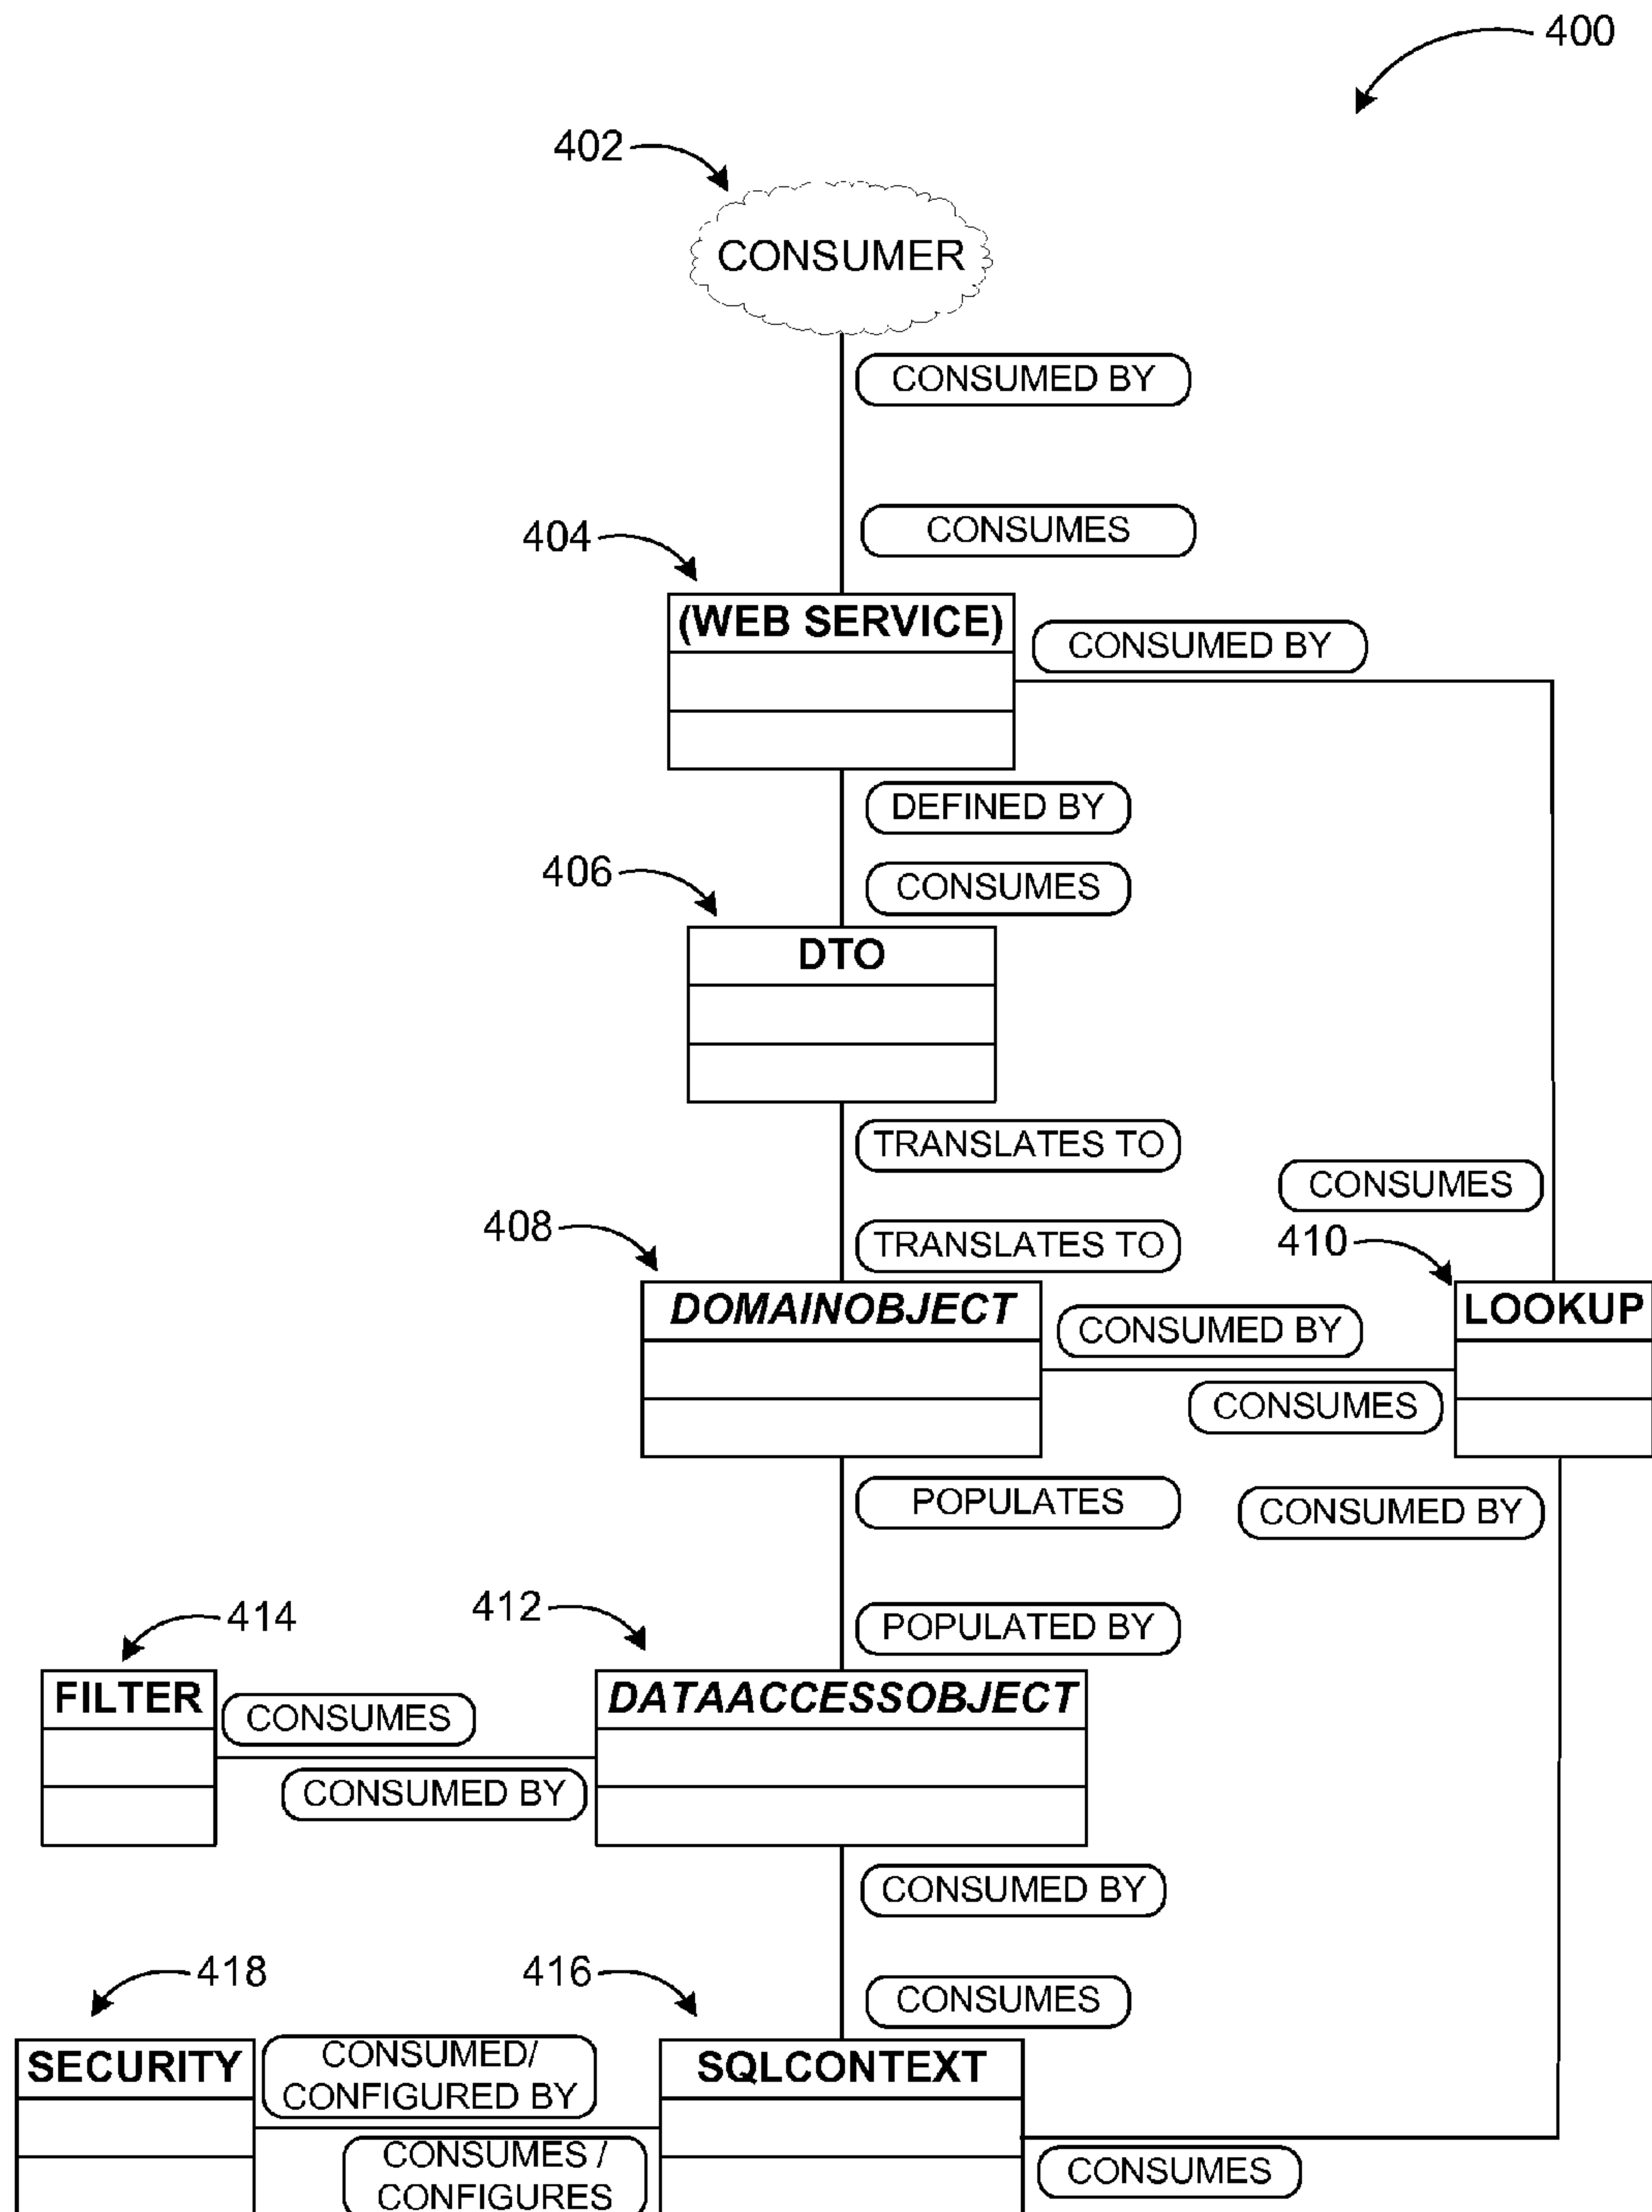 400
402
CONSUMER
CONSUMED BY
CONSUMES
404
(WEB SERVICE)
CONSUMED BY
DEFINED BY
CONSUMES
406
DTO
TRANSLATES TO
CONSUMES
408
TRANSLATES TO
410
DOMAINOBJECT
CONSUMED BY
LOOKUP
CONSUMES
POPULATES
CONSUMED BY
414
412
POPULATED BY
FILTER
CONSUMES
DATAACCESSOBJECT
CONSUMED BY
CONSUMED BY
418
416
CONSUMES
SECURITY
CONSUMED/
CONFIGURED BY
SQLCONTEXT
CONSUMES /
CONFIGURES
CONSUMES